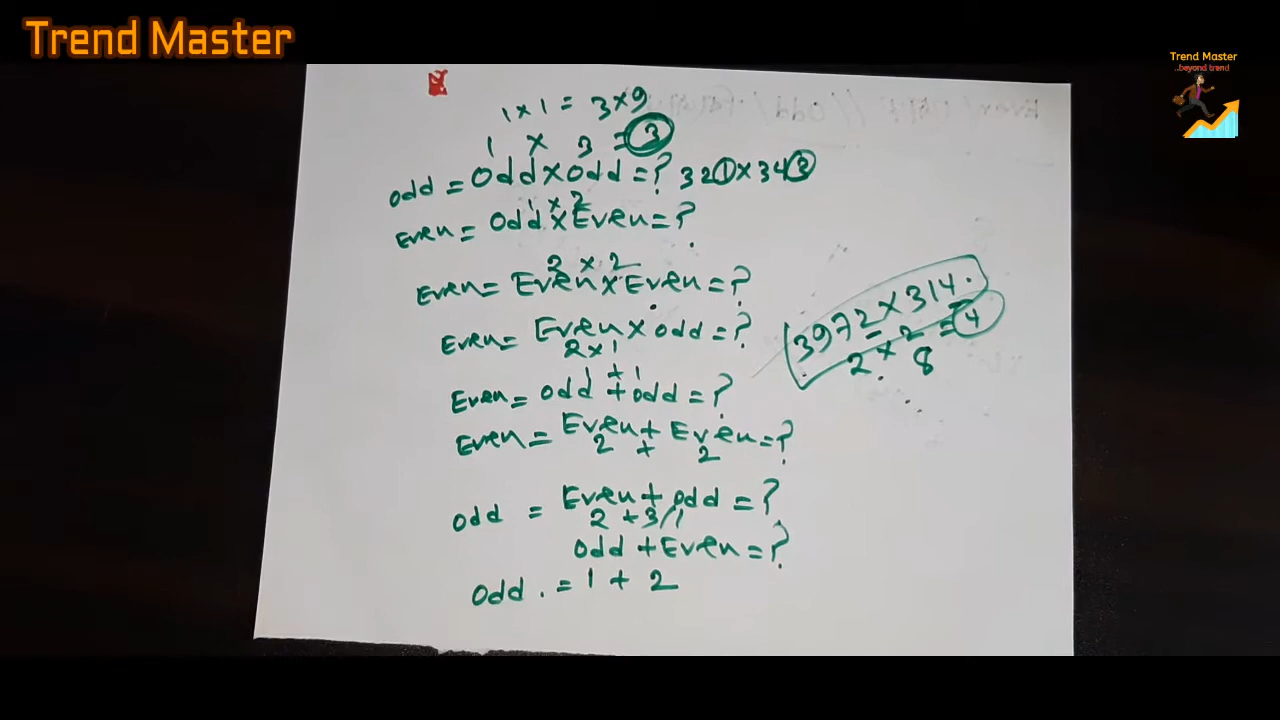 Trend Master
Trend Master
..beyond trend
1 x 1 = 3 x 9
1 x 3 = 3
odd = Odd x Odd = ? 321 x 343
1 x 2
Even = Odd x Even = ?
2 x 2
Even = Even x Even = ?
Even = Even x odd = ?
2 x 1
1 + 1
Even = odd + odd = ?
Even = Even + Even = ?
2 + 2
odd = Even + odd = ?
2 + 3/1
Odd + Even = ?
Odd . = 1 + 2
3972 x 314.
2 x 2 = 4
8